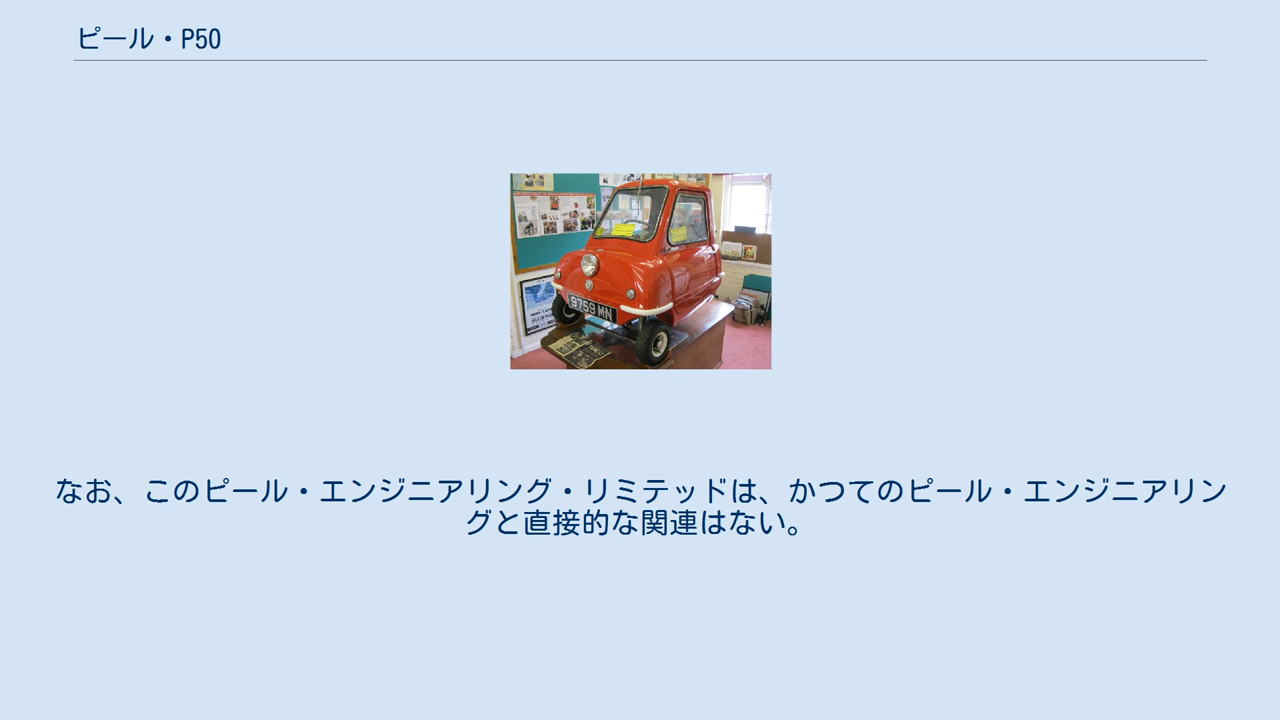 ピール・P50
9759 MN
なお、このピール・エンジニアリング・リミテッドは、かつてのピール・エンジニアリン
グと直接的な関連はない。